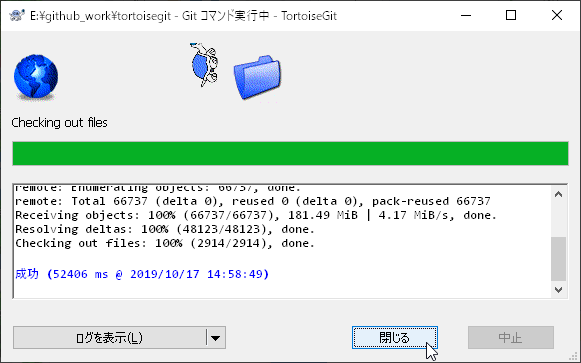 E:¥github_work¥tortoisegit - Git コマンド実行中 - TortoiseGit
Checking out files
remote: Enumerating objects: 66737, done.
remote: Total 66737 (delta 0), reused 0 (delta 0), pack-reused 66737
Receiving objects: 100% (66737/66737), 181.49 MiB | 4.17 MiB/s, done.
Resolving deltas: 100% (48123/48123), done.
Checking out files: 100% (2914/2914), done.
成功 (52406 ms @ 2019/10/17 14:58:49)
ログを表示(L) 閉じる 中止